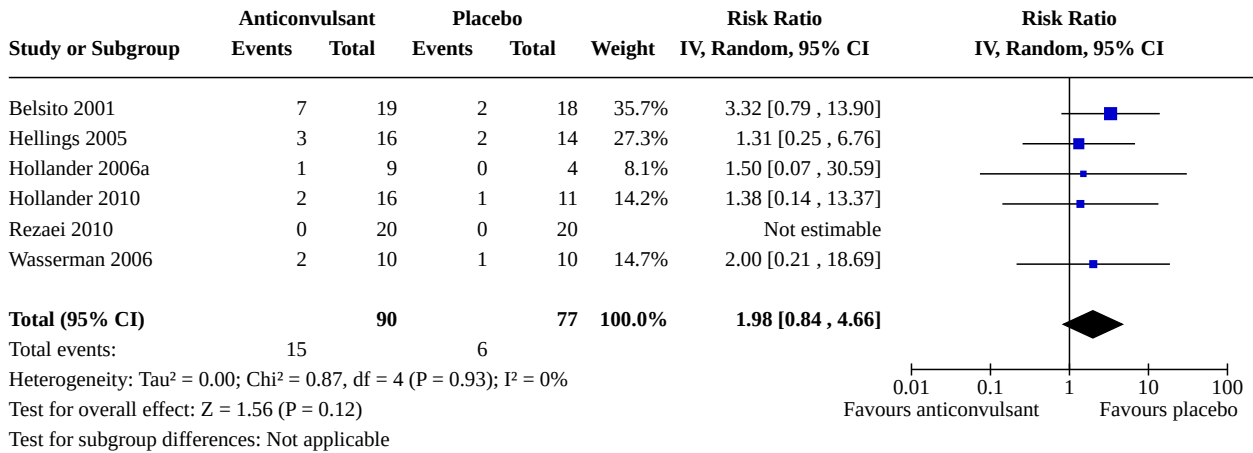 Anticonvulsant Placebo Risk Ratio Risk Ratio
Study or Subgroup Events Total Events Total Weight IV, Random, 95% CI IV, Random, 95% CI
Belsito 2001 7 19 2 18 35.7% 3.32 [0.79 , 13.90]
Hellings 2005 3 16 2 14 27.3% 1.31 [0.25 , 6.76]
Hollander 2006a 1 9 0 4 8.1% 1.50 [0.07 , 30.59]
Hollander 2010 2 16 1 11 14.2% 1.38 [0.14 , 13.37]
Rezaei 2010 0 20 0 20 Not estimable
Wasserman 2006 2 10 1 10 14.7% 2.00 [0.21 , 18.69]
Total (95% CI) 90 77 100.0% 1.98 [0.84 , 4.66]
Total events: 15 6
Heterogeneity: Tau² = 0.00; Chi² = 0.87, df = 4 (P = 0.93); I² = 0%
0.01 0.1 1 10 100
Test for overall effect: Z = 1.56 (P = 0.12)
Favours anticonvulsant Favours placebo
Test for subgroup differences: Not applicable